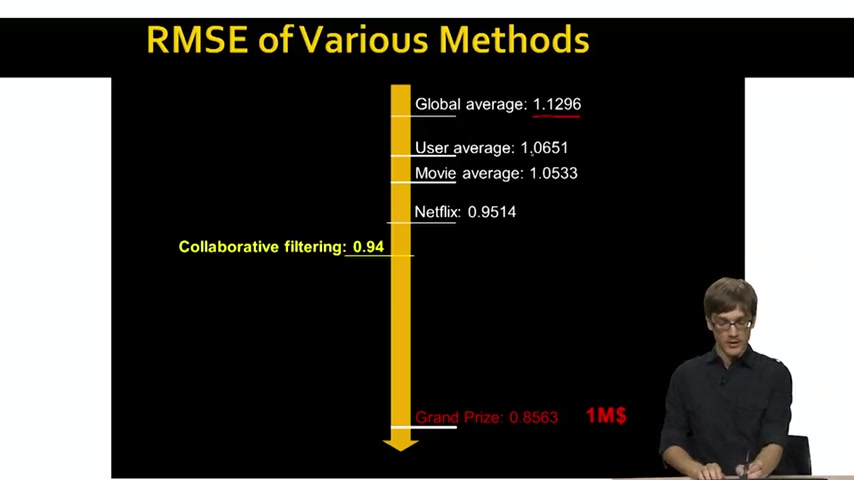 RMSE of Various Methods
Global average: 1.1296
User average: 1.0651
Movie average: 1.0533
Netflix: 0.9514
Collaborative filtering: 0.94
Grand Prize: 0.8563 1M$